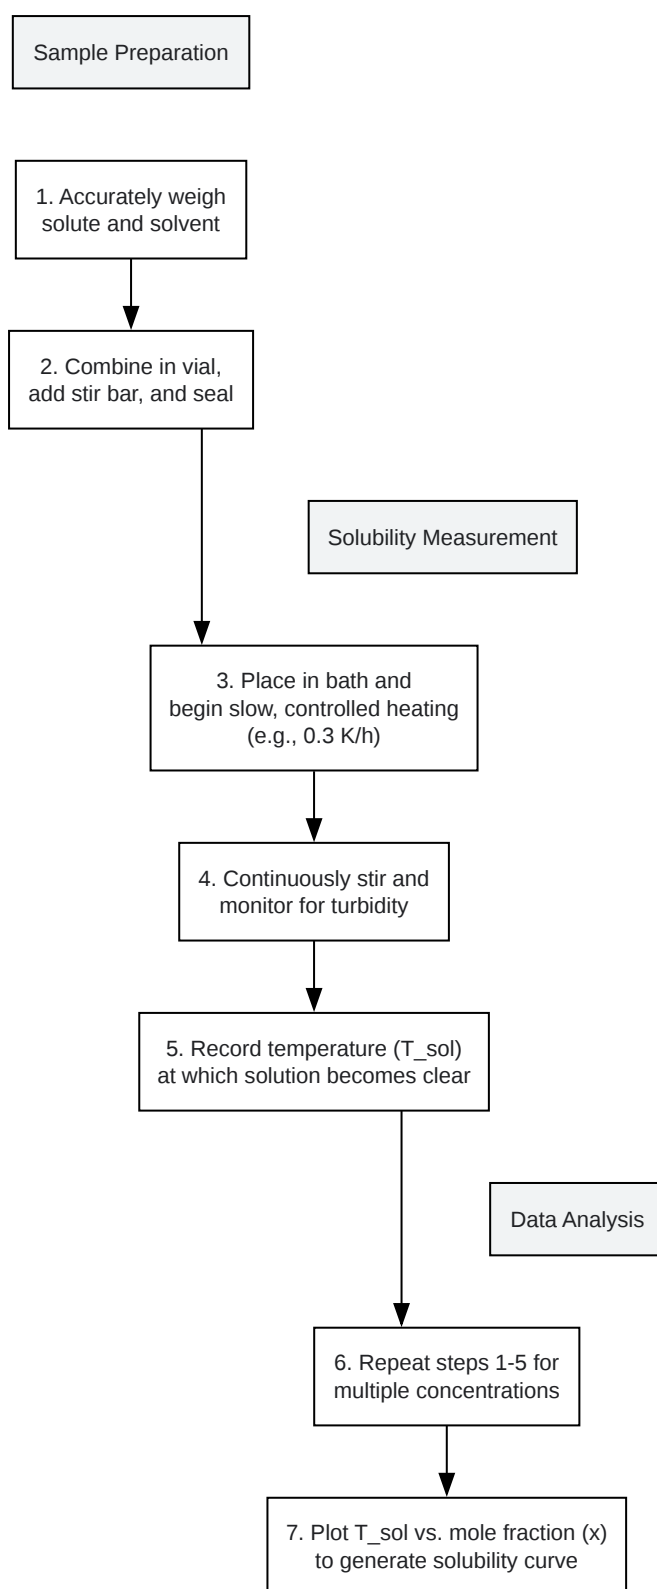 Sample Preparation
1. Accurately weigh
solute and solvent
2. Combine in vial,
add stir bar, and seal
Solubility Measurement
3. Place in bath and
begin slow, controlled heating
(e.g., 0.3 K/h)
4. Continuously stir and
monitor for turbidity
5. Record temperature (T_sol)
at which solution becomes clear
Data Analysis
6. Repeat steps 1-5 for
multiple concentrations
7. Plot T_sol vs. mole fraction (x)
to generate solubility curve